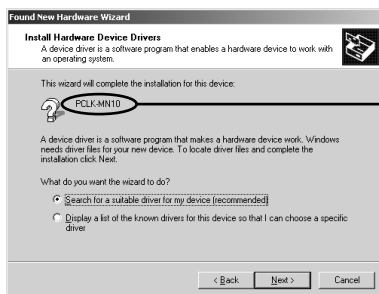 Found New Hardware Wizard
Install Hardware Device Drivers
A device driver is a software program that enables a hardware device to work with
an operating system.
This wizard will complete the installation for this device:
PCLK-MN10
A device driver is a software program that makes a hardware device work. Windows
needs driver files for your new device. To locate driver files and complete the
installation click Next.
What do you want the wizard to do?
Search for a suitable driver for my device (recommended)
Display a list of the known drivers for this device so that I can choose a specific
driver
< Back Next > Cancel